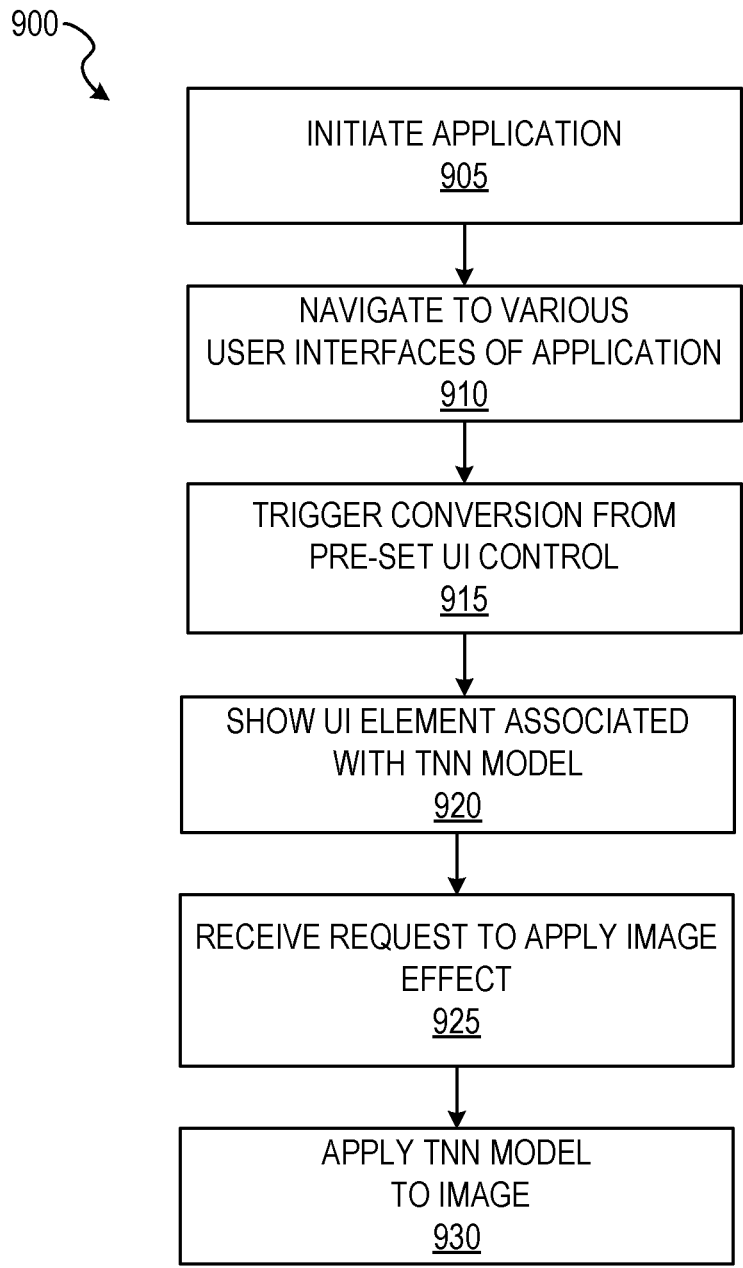 900
INITIATE APPLICATION
905
NAVIGATE TO VARIOUS
USER INTERFACES OF APPLICATION
910
TRIGGER CONVERSION FROM
PRE-SET UI CONTROL
915
SHOW UI ELEMENT ASSOCIATED
WITH TNN MODEL
920
RECEIVE REQUEST TO APPLY IMAGE
EFFECT
925
APPLY TNN MODEL
TO IMAGE
930